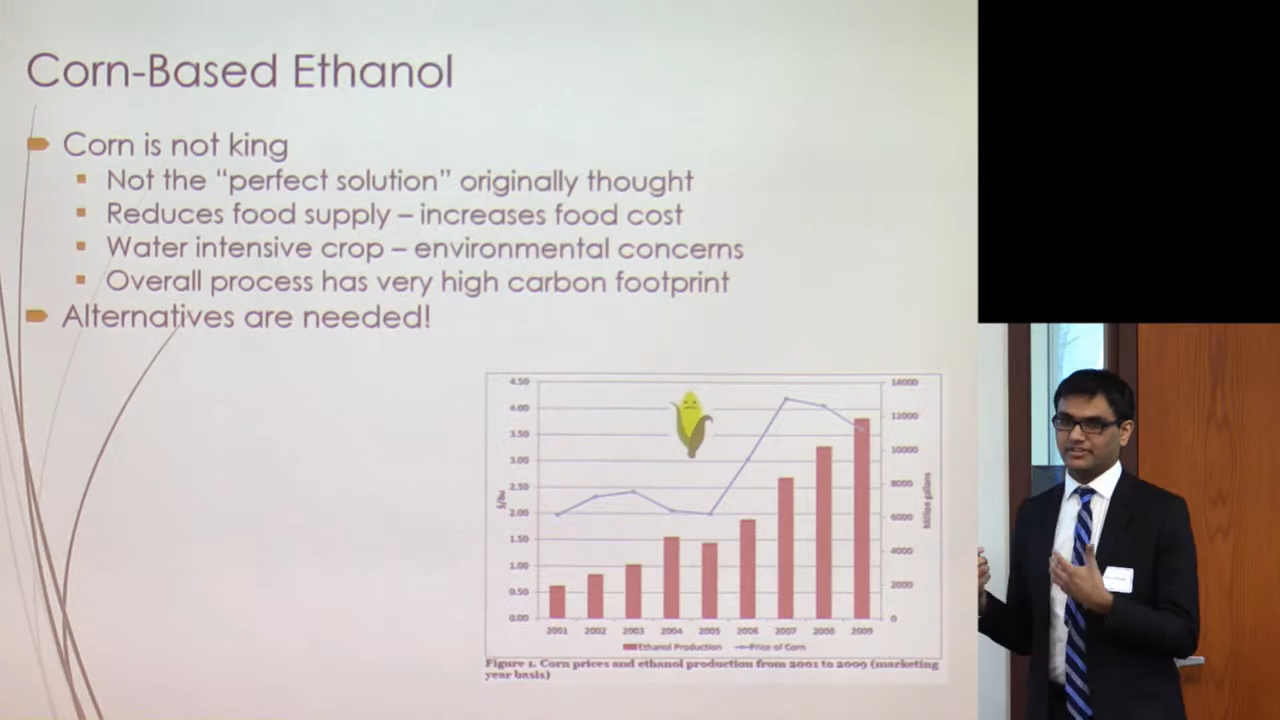 Corn-Based Ethanol
Corn is not king
Not the “perfect solution” originally thought
Reduces food supply – increases food cost
Water intensive crop – environmental concerns
Overall process has very high carbon footprint
Alternatives are needed!
4.50
4.00
3.50
3.00
2.50
2.00
1.50
1.00
0.50
0.00
$/bu
14000
12000
10000
8000
6000
4000
2000
0
Million gallons
2001 2002 2003 2004 2005 2006 2007 2008 2009
Ethanol Production Price of Corn
Figure 1. Corn prices and ethanol production from 2001 to 2009 (marketing
year basis)